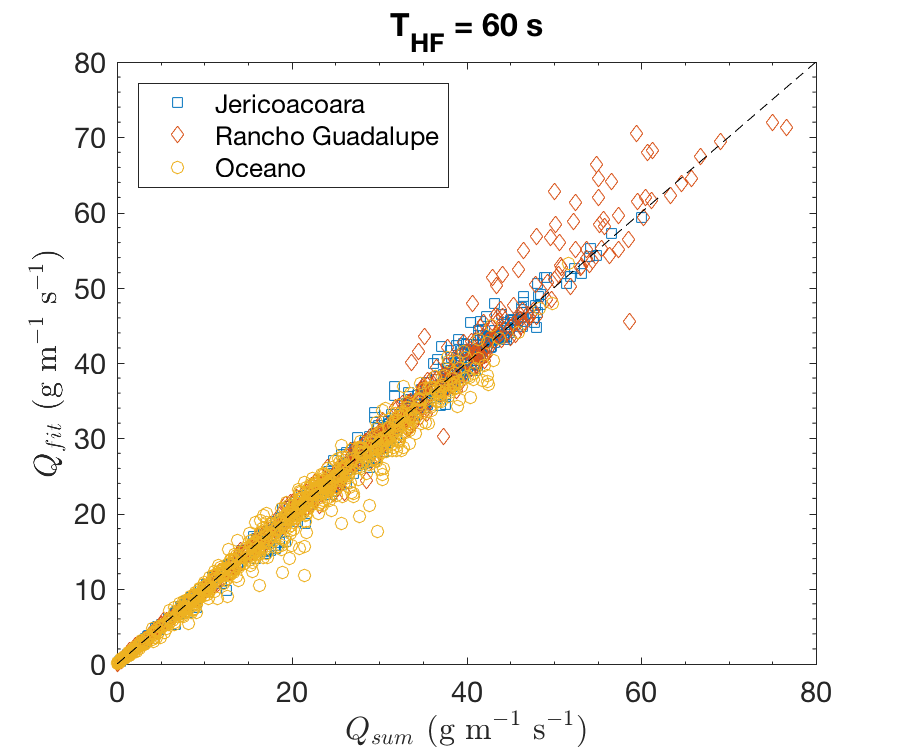 T_HF = 60 s
80
70
60
50
40
30
20
10
0
Q_fit (g m⁻¹ s⁻¹)
Jericoacoara
Rancho Guadalupe
Oceano
0 20 40 60 80
Q_sum (g m⁻¹ s⁻¹)